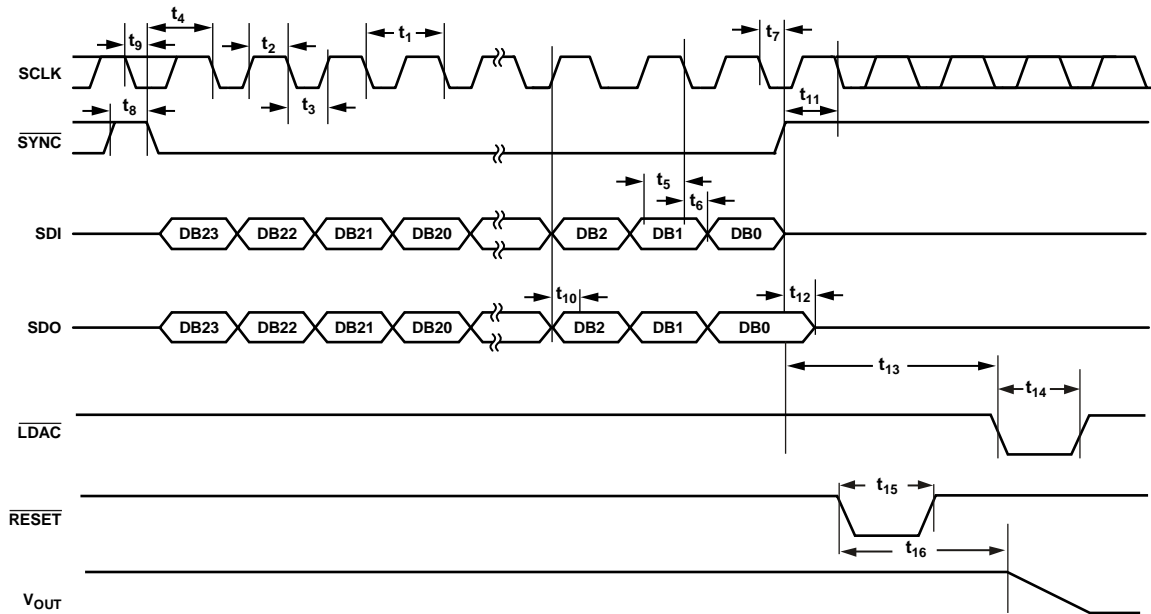 t4
t9
t2
t1
t7
SCLK
t8
t3
t11
SYNC
t5
t6
SDI
DB23
DB22
DB21
DB20
DB2
DB1
DB0
t10
t12
SDO
DB23
DB22
DB21
DB20
DB2
DB1
DB0
t13
t14
LDAC
t15
RESET
t16
VOUT